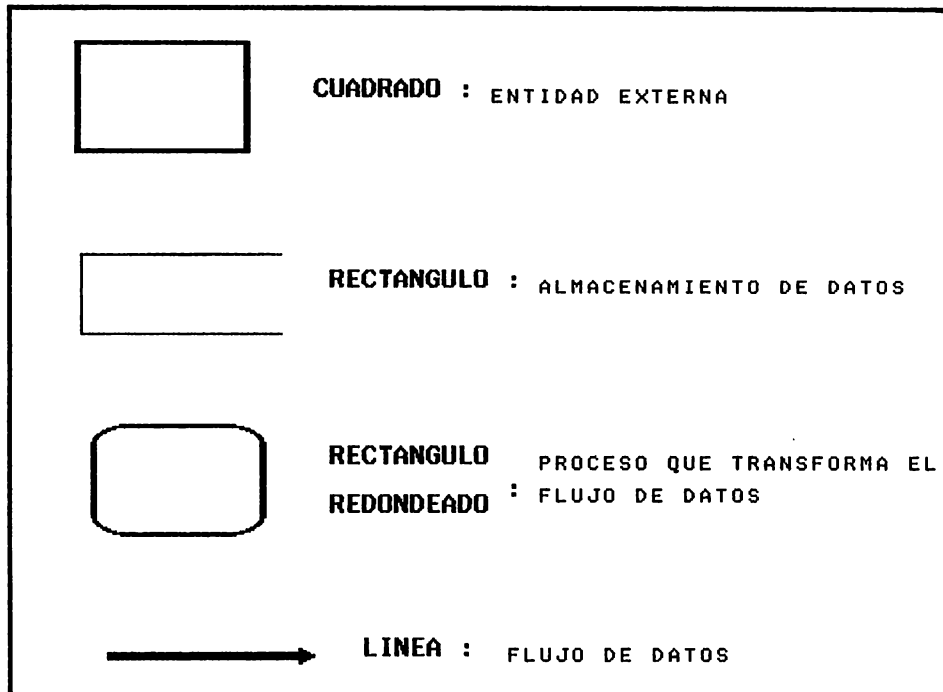 CUADRADO : ENTIDAD EXTERNA
RECTANGULO : ALMACENAMIENTO DE DATOS
RECTANGULO PROCESO QUE TRANSFORMA EL
REDONDEADO : FLUJO DE DATOS
LINEA : FLUJO DE DATOS